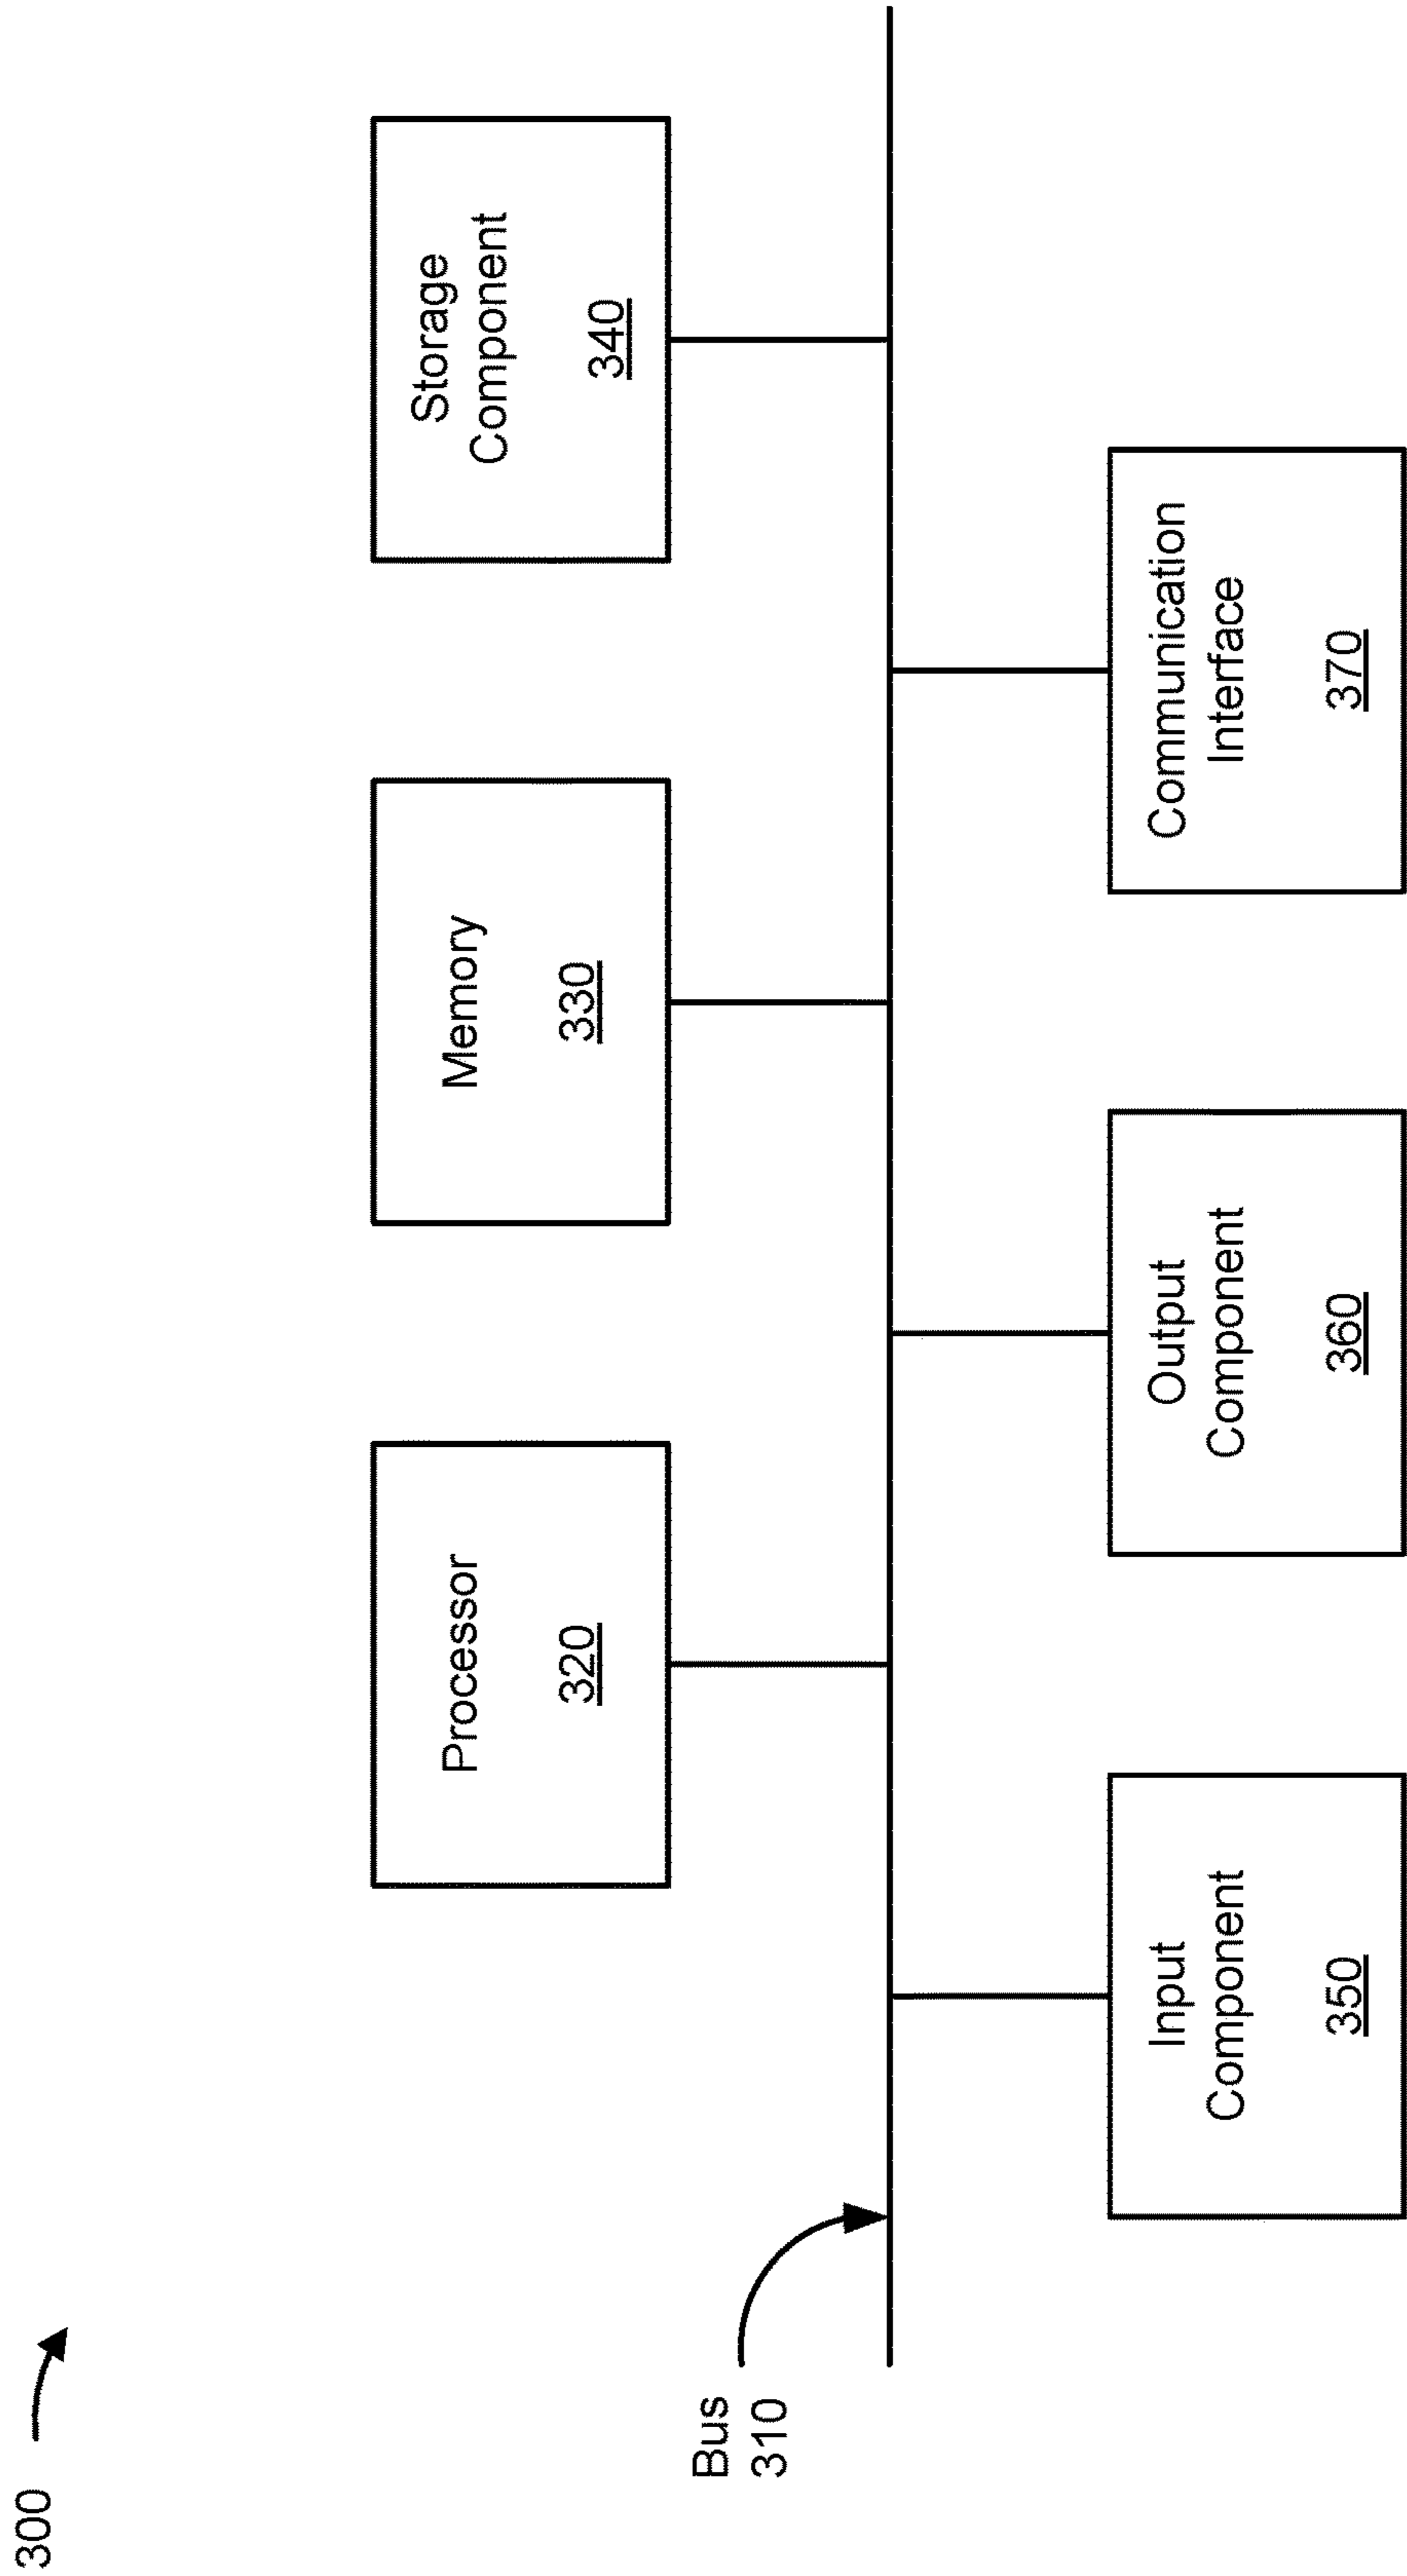 300
Processor
320
Memory
330
Storage
Component
340
Bus
310
Input
Component
350
Output
Component
360
Communication
Interface
370